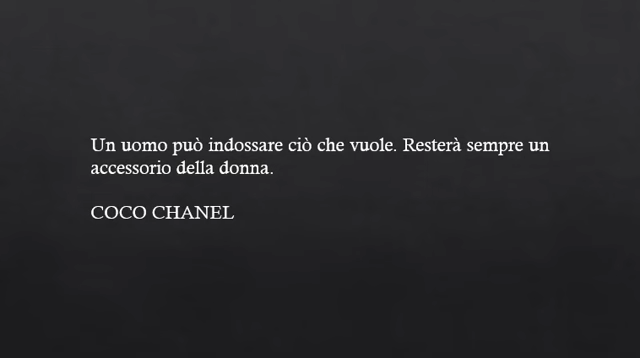 Un uomo può indossare ciò che vuole. Resterà sempre un
accessorio della donna.
COCO CHANEL